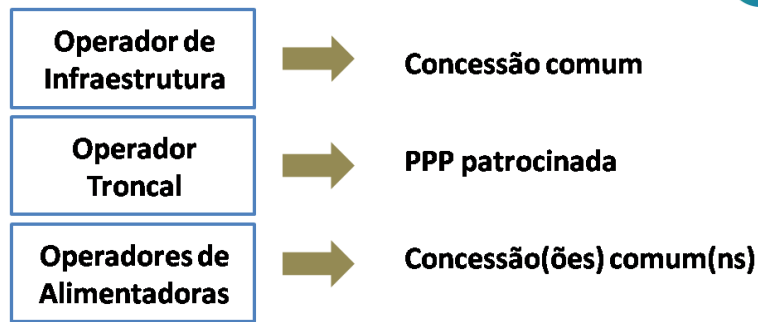 Operador de
Infraestrutura
Concessão comum
Operador
Troncal
PPP patrocinada
Operadores de
Alimentadoras
Concessão(ões) comum(ns)